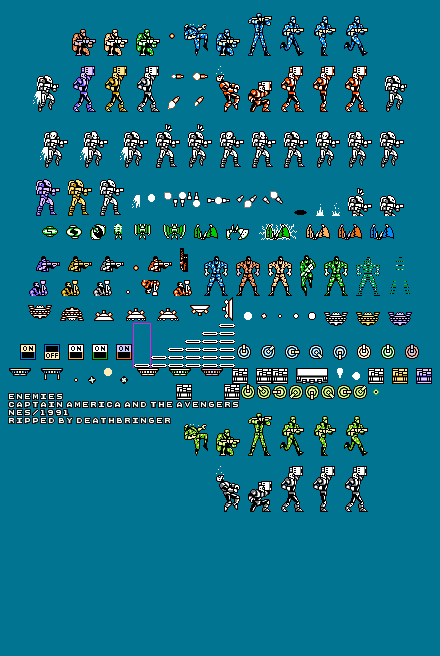 ON OFF ON ON ON
ENEMIES
CAPTAIN AMERICA AND THE AVENGERS
NES/1991
RIPPED BY DEATHBRINGER